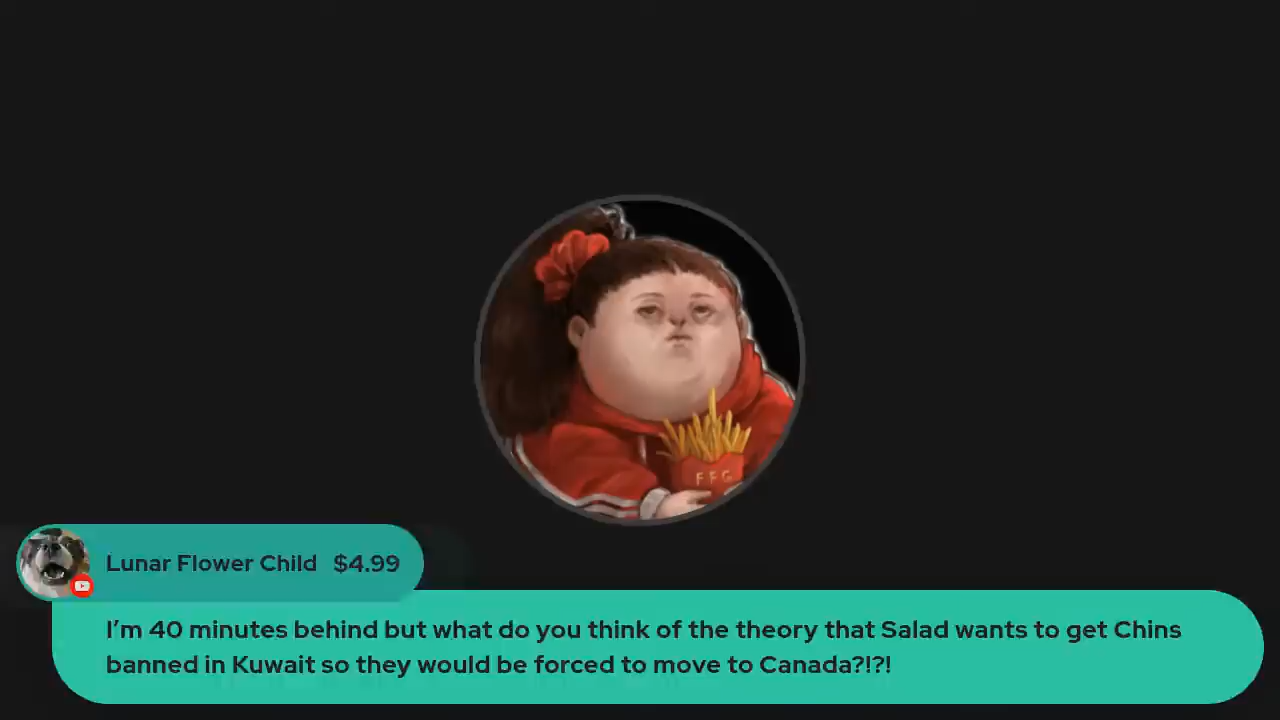 FFG
Lunar Flower Child $4.99
I'm 40 minutes behind but what do you think of the theory that Salad wants to get Chins
banned in Kuwait so they would be forced to move to Canada?!?!